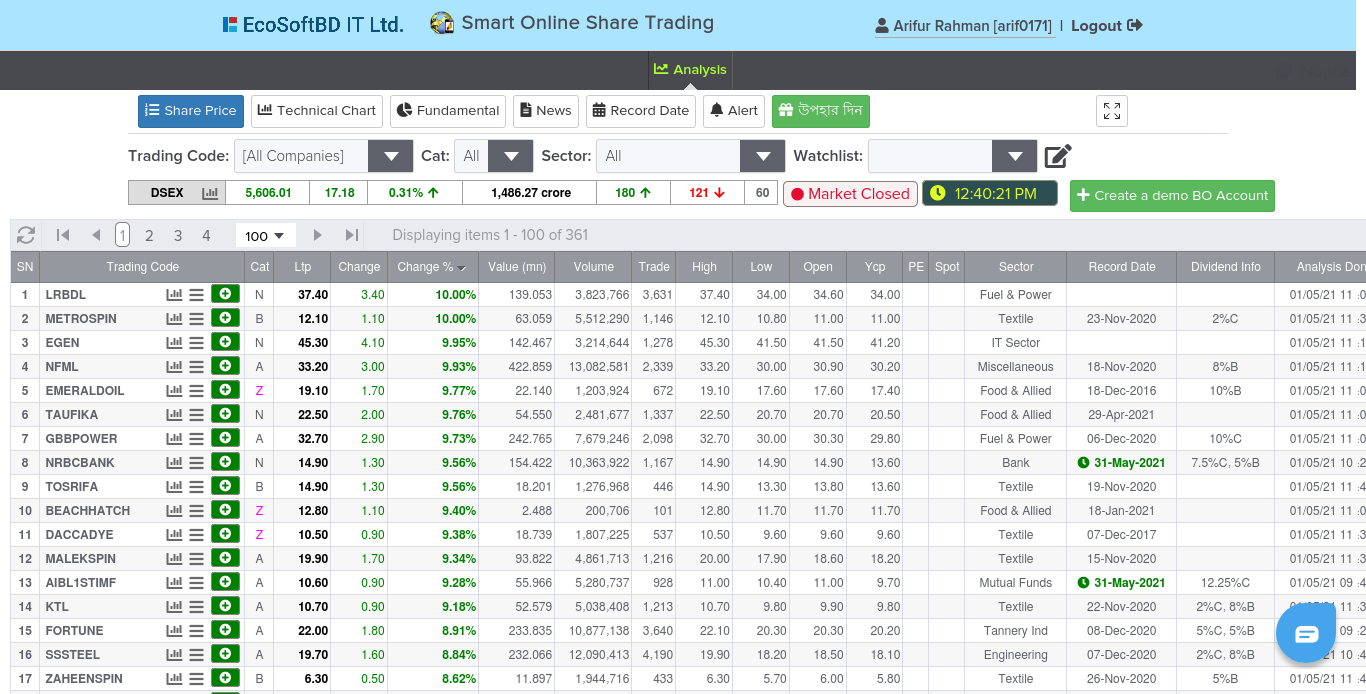 EcoSoftBD IT Ltd. Smart Online Share Trading Arifur Rahman [arif0171] | Logout
Analysis
Share Price Technical Chart Fundamental News Record Date Alert উপহার দিন
Trading Code: [All Companies] Cat: All Sector: All Watchlist:
DSEX 5,606.01 17.18 0.31% 1,486.27 crore 180 121 60 Market Closed 12:40:21 PM Create a demo BO Account
1 2 3 4 100 Displaying items 1 - 100 of 361
SN Trading Code Cat Ltp Change Change % Value (mn) Volume Trade High Low Open Ycp PE Spot Sector Record Date Dividend Info Analysis Don
1 LRBDL N 37.40 3.40 10.00% 139.053 3,823,766 3,631 37.40 34.00 34.60 34.00 Fuel & Power 01/05/21 11 :0
2 METROSPIN B 12.10 1.10 10.00% 63.059 5,512,290 1,146 12.10 10.80 11.00 11.00 Textile 23-Nov-2020 2%C 01/05/21 11 :3
3 EGEN N 45.30 4.10 9.95% 142.467 3,214,644 1,278 45.30 41.50 41.50 41.20 IT Sector 01/05/21 11 :1
4 NFML A 33.20 3.00 9.93% 422.859 13,082,581 2,339 33.20 30.00 30.90 30.20 Miscellaneous 18-Nov-2020 8%B 01/05/21 11 :1
5 EMERALDOIL Z 19.10 1.70 9.77% 22.140 1,203,924 672 19.10 17.60 17.60 17.40 Food & Allied 18-Dec-2016 10%B 01/05/21 11 :0
6 TAUFIKA N 22.50 2.00 9.76% 54.550 2,481,677 1,337 22.50 20.70 20.70 20.50 Food & Allied 29-Apr-2021 01/05/21 11 :0
7 GBBPOWER A 32.70 2.90 9.73% 242.765 7,679,246 2,098 32.70 30.00 30.30 29.80 Fuel & Power 06-Dec-2020 10%C 01/05/21 11 :0
8 NRBCBANK N 14.90 1.30 9.56% 154.422 10,363,922 1,167 14.90 14.90 14.90 13.60 Bank 31-May-2021 7.5%C, 5%B 01/05/21 10 :2
9 TOSRIFA B 14.90 1.30 9.56% 18.201 1,276,968 446 14.90 13.30 13.80 13.60 Textile 19-Nov-2020 01/05/21 11 :4
10 BEACHHATCH Z 12.80 1.10 9.40% 2.488 200,706 101 12.80 11.70 11.70 11.70 Food & Allied 18-Jan-2021 01/05/21 11 :3
11 DACCADYE Z 10.50 0.90 9.38% 18.739 1,807,225 537 10.50 9.60 9.60 9.60 Textile 07-Dec-2017 01/05/21 11 :4
12 MALEKSPIN A 19.90 1.70 9.34% 93.822 4,861,713 1,216 20.00 17.90 18.60 18.20 Textile 15-Nov-2020 01/05/21 11 :3
13 AIBL1STIMF A 10.60 0.90 9.28% 55.966 5,280,737 928 11.00 10.40 11.00 9.70 Mutual Funds 31-May-2021 12.25%C 01/05/21 09 :4
14 KTL A 10.70 0.90 9.18% 52.579 5,038,408 1,213 10.70 9.80 9.90 9.80 Textile 22-Nov-2020 2%C, 8%B 11 :4
15 FORTUNE A 22.00 1.80 8.91% 233.835 10,877,138 3,640 22.10 20.30 20.30 20.20 Tannery Ind 08-Dec-2020 5%C, 5%B 09 :2
16 SSSTEEL A 19.70 1.60 8.84% 232.066 12,090,413 4,190 19.90 18.20 18.50 18.10 Engineering 07-Dec-2020 2%C, 8%B 10 :4
17 ZAHEENSPIN B 6.30 0.50 8.62% 11.897 1,944,716 433 6.30 5.70 6.00 5.80 Textile 26-Nov-2020 5%B 01/05/21 11 :4